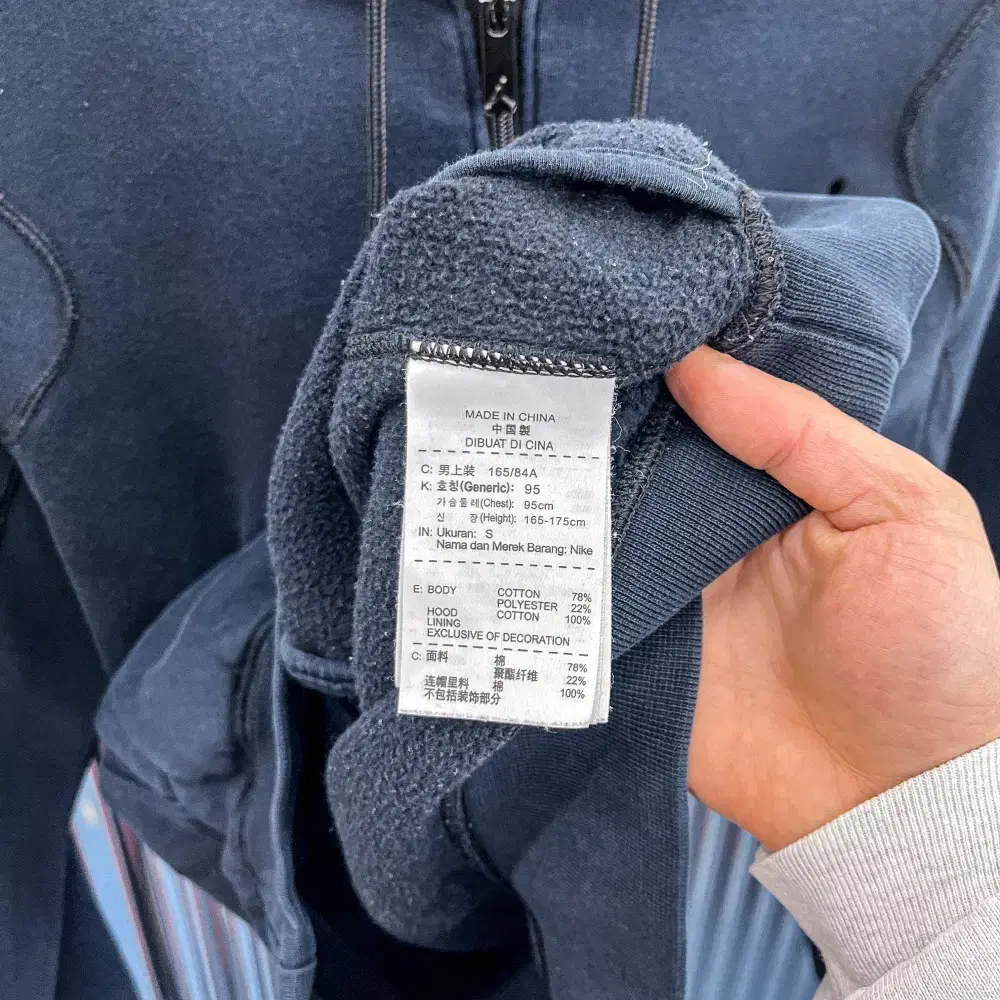 MADE IN CHINA
中国製
DIBUAT DI CINA
C: 男上装 165/84A
K: 호칭(Generic): 95
가슴둘레(Chest): 95cm
신 장(Height): 165-175cm
IN: Ukuran: S
Nama dan Merek Barang: Nike
E: BODY COTTON 78%
POLYESTER 22%
HOOD COTTON 100%
LINING
EXCLUSIVE OF DECORATION
C: 面料 棉 78%
聚酯纤维 22%
连帽里料 棉 100%
不包括装饰部分